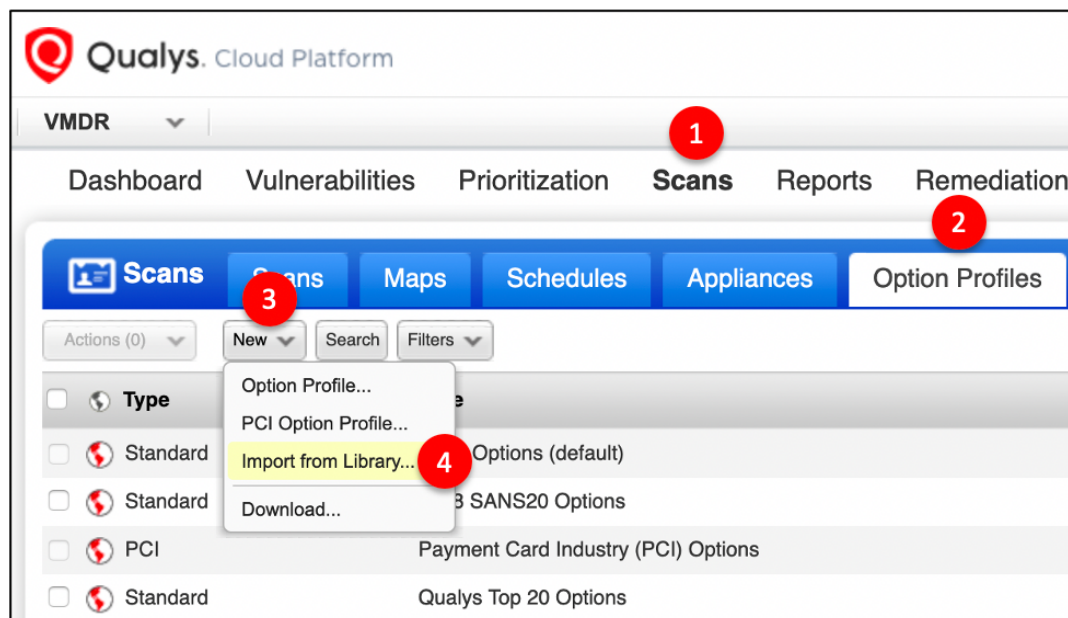 Qualys. Cloud Platform
VMDR
1
Dashboard Vulnerabilities Prioritization Scans Reports Remediation
2
Scans Scans Maps Schedules Appliances Option Profiles
3
Actions (0) New Search Filters
Option Profile...
Type
PCI Option Profile...
Standard Import from Library... 4 Options (default)
Standard SANS20 Options
Download...
PCI Payment Card Industry (PCI) Options
Standard Qualys Top 20 Options